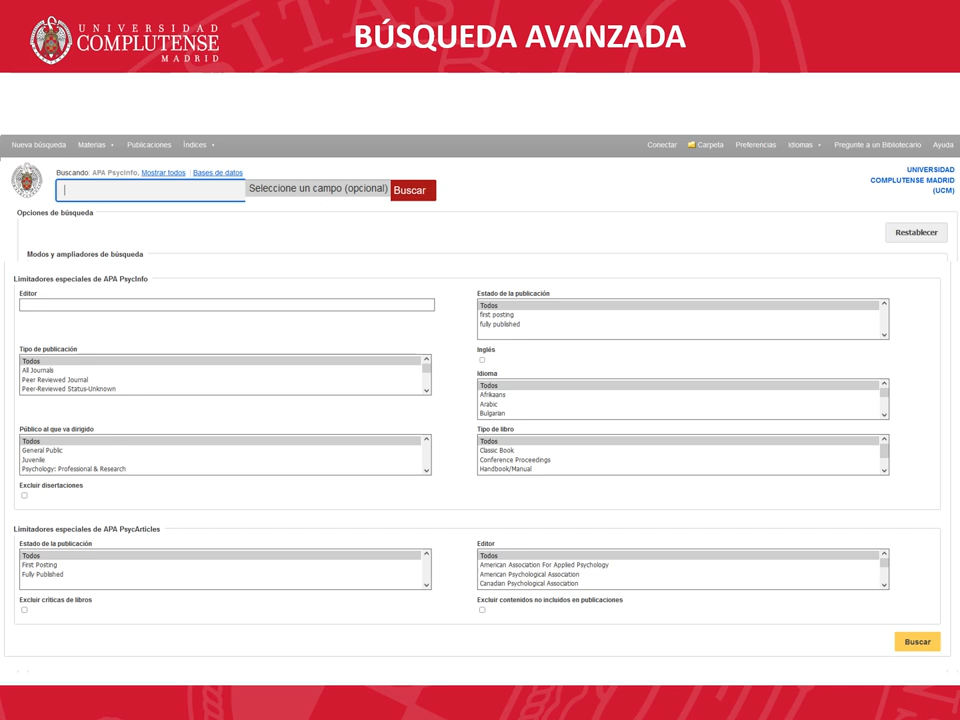 UNIVERSIDAD
COMPLUTENSE
MADRID
BÚSQUEDA AVANZADA
Nueva búsqueda Materias Publicaciones Índices Conectar Carpeta Preferencias Idiomas Pregunte a un Bibliotecario Ayuda
Buscando: APA PsycInfo, Mostrar todos Bases de datos
Seleccione un campo (opcional) Buscar
UNIVERSIDAD
COMPLUTENSE MADRID
(UCM)
Opciones de búsqueda
Restablecer
Modos y ampliadores de búsqueda
Limitadores especiales de APA PsycInfo
Editor Estado de la publicación
Todos
first posting
fully published
Tipo de publicación
Todos
All Journals
Peer Reviewed Journal
Peer-Reviewed Status-Unknown
Inglés
Idioma
Todos
Afrikaans
Arabic
Bulgarian
Público al que va dirigido
Todos
General Public
Juvenile
Psychology: Professional & Research
Tipo de libro
Todos
Classic Book
Conference Proceedings
Handbook/Manual
Excluir disertaciones
Limitadores especiales de APA PsycArticles
Estado de la publicación
Todos
First Posting
Fully Published
Editor
Todos
American Association For Applied Psychology
American Psychological Association
Canadian Psychological Association
Excluir críticas de libros Excluir contenidos no incluidos en publicaciones
Buscar